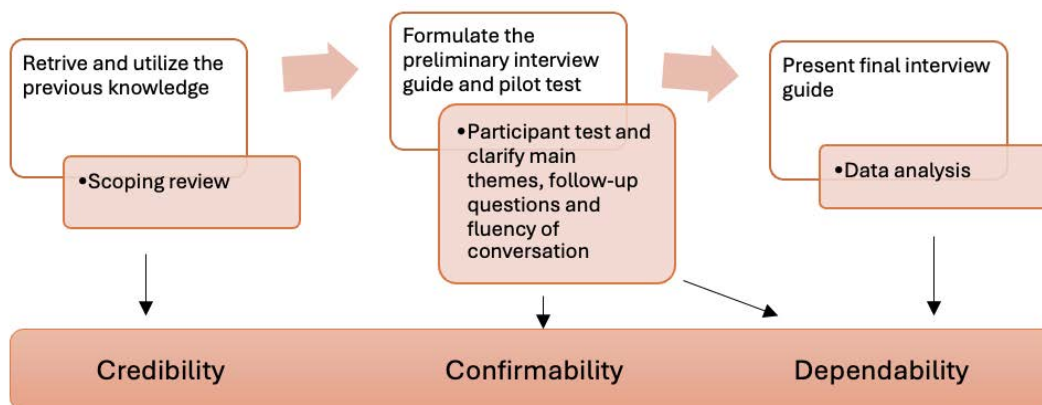 Retrive and utilize the
previous knowledge
•Scoping review
Formulate the
preliminary interview
guide and pilot test
•Participant test and
clarify main
themes, follow-up
questions and
fluency of
conversation
Present final interview
guide
•Data analysis
Credibility
Confirmability
Dependability